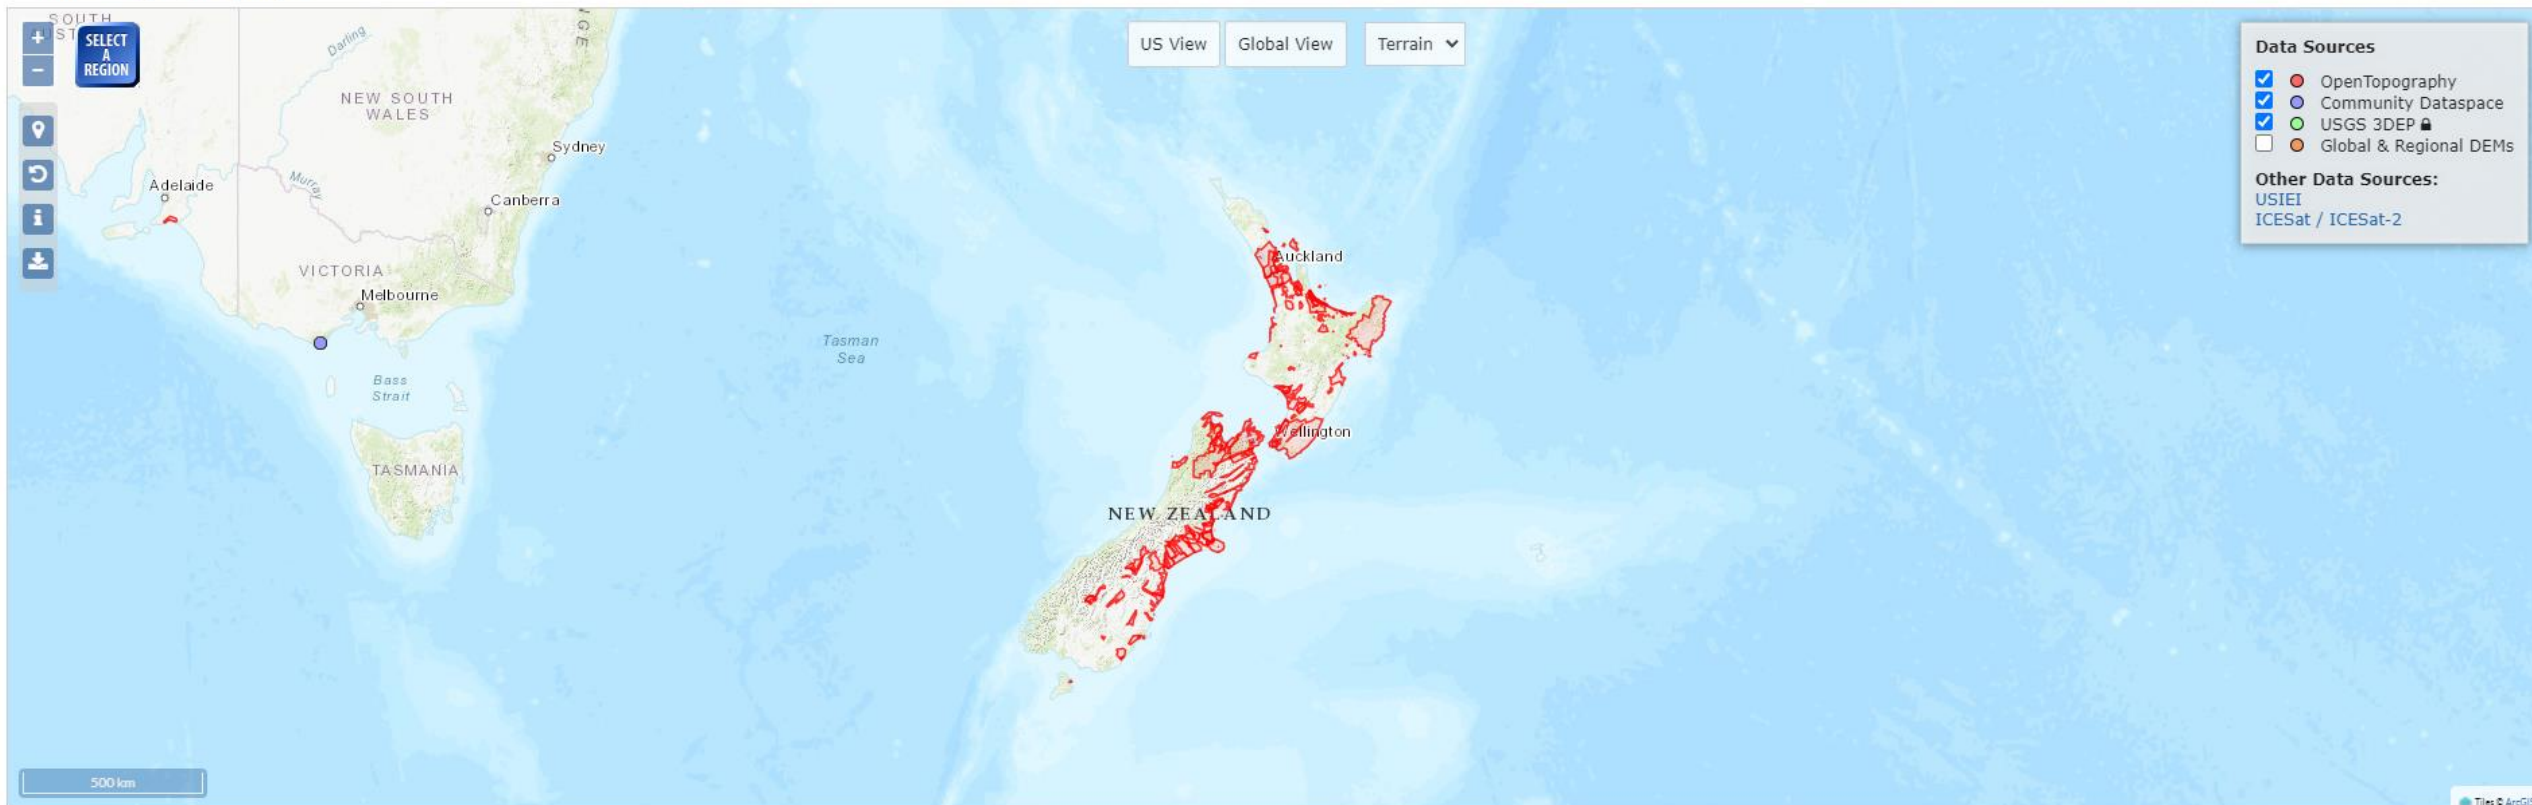 SOUTH
+
−
SELECT
A
REGION
Darling
NEW SOUTH
WALES
Sydney
Adelaide
Murray
Canberra
VICTORIA
Melbourne
Bass
Strait
TASMANIA
Tasman
Sea
US View
Global View
Terrain
Auckland
Wellington
NEW ZEALAND
Data Sources
OpenTopography
Community Dataspace
USGS 3DEP
Global & Regional DEMs
Other Data Sources:
USIEI
ICESat / ICESat-2
500 km
Tiles © ArcGIS